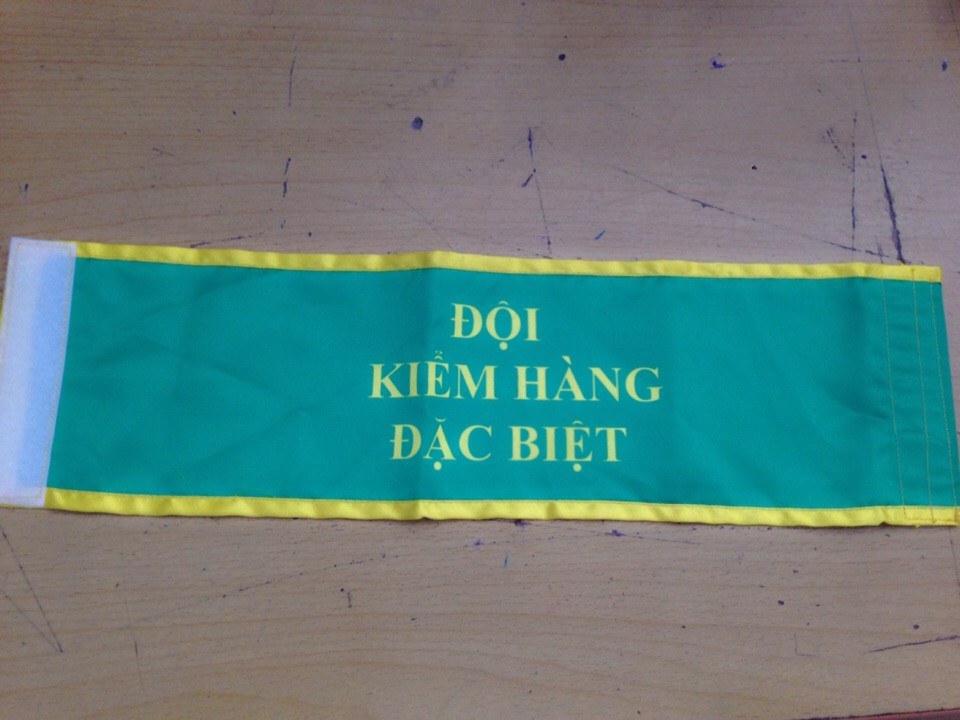 ĐỘI
KIỂM HÀNG
ĐẶC BIỆT